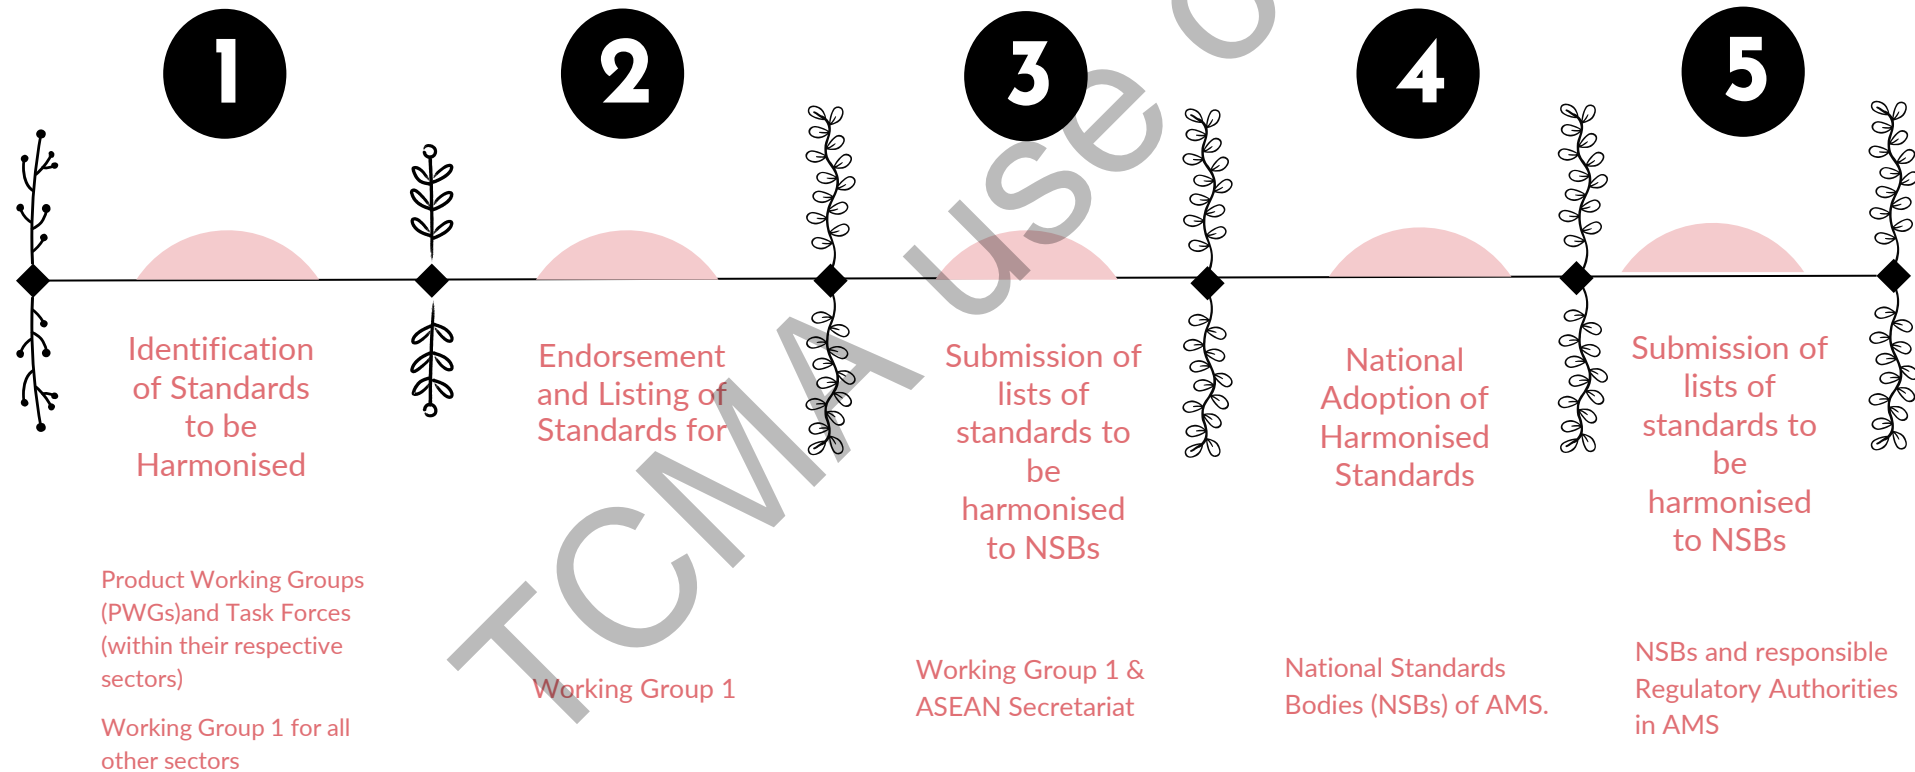 1
2
3
4
5
Identification
of Standards
to be
Harmonised
Endorsement
and Listing of
Standards for
Submission of
lists of
standards to
be
harmonised
to NSBs
National
Adoption of
Harmonised
Standards
Submission of
lists of
standards to
be
harmonised
to NSBs
Product Working Groups
(PWGs)and Task Forces
(within their respective
sectors)
Working Group 1 for all
other sectors
Working Group 1
Working Group 1 &
ASEAN Secretariat
National Standards
Bodies (NSBs) of AMS.
NSBs and responsible
Regulatory Authorities
in AMS
TCMA use